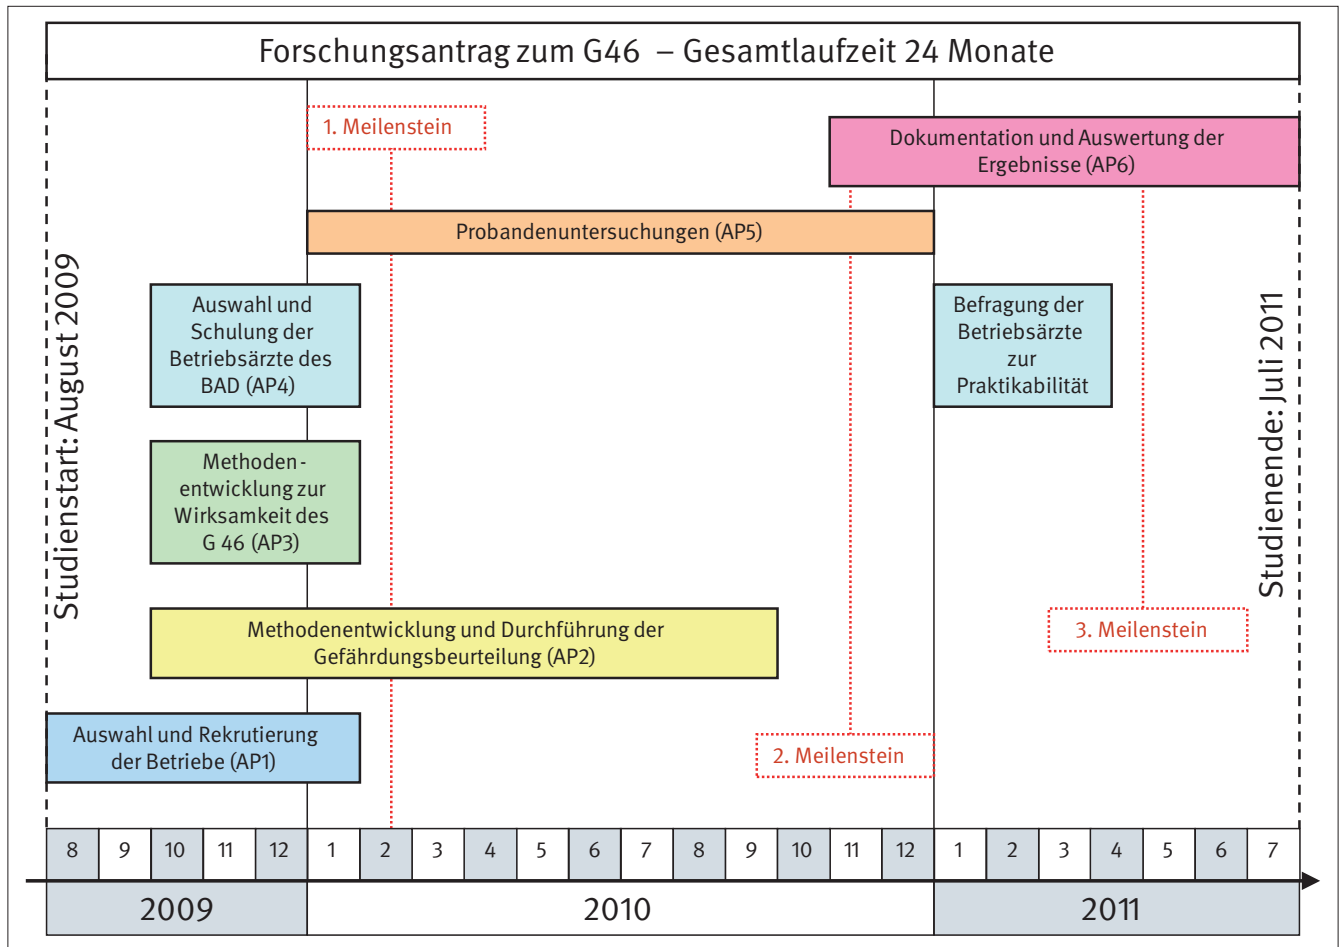 Forschungsantrag zum G46 – Gesamtlaufzeit 24 Monate
1. Meilenstein
Dokumentation und Auswertung der
Ergebnisse (AP6)
Probandenuntersuchungen (AP5)
Studienstart: August 2009
Auswahl und
Schulung der
Betriebsärzte des
BAD (AP4)
Befragung der
Betriebsärzte
zur
Praktikabilität
Studienende: Juli 2011
Methoden-
entwicklung zur
Wirksamkeit des
G 46 (AP3)
Methodenentwicklung und Durchführung der
Gefährdungsbeurteilung (AP2)
3. Meilenstein
Auswahl und Rekrutierung
der Betriebe (AP1)
2. Meilenstein
8 9 10 11 12 1 2 3 4 5 6 7 8 9 10 11 12 1 2 3 4 5 6 7
2009 2010 2011